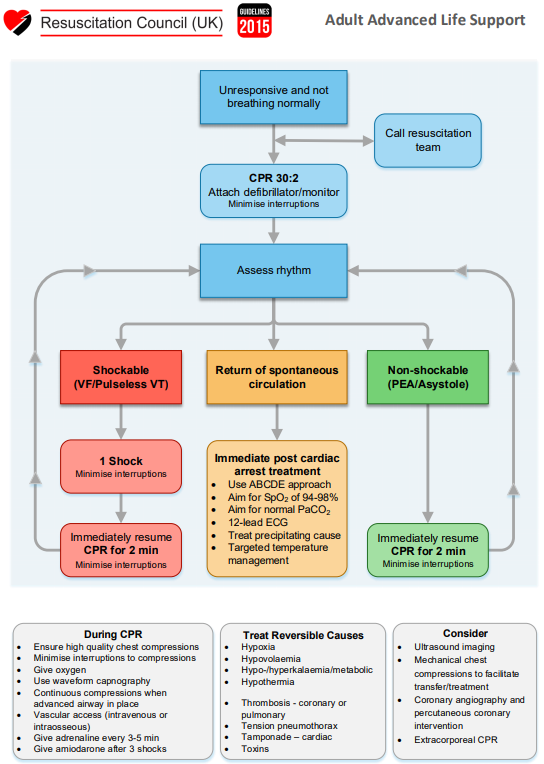 Resuscitation Council (UK)
GUIDELINES
2015
Adult Advanced Life Support
Unresponsive and not
breathing normally
Call resuscitation
team
CPR 30:2
Attach defibrillator/monitor
Minimise interruptions
Assess rhythm
Shockable
(VF/Pulseless VT)
Return of spontaneous
circulation
Non-shockable
(PEA/Asystole)
1 Shock
Minimise interruptions
Immediate post cardiac
arrest treatment
• Use ABCDE approach
• Aim for SpO₂ of 94-98%
• Aim for normal PaCO₂
• 12-lead ECG
• Treat precipitating cause
• Targeted temperature
management
Immediately resume
CPR for 2 min
Minimise interruptions
Immediately resume
CPR for 2 min
Minimise interruptions
During CPR
• Ensure high quality chest compressions
• Minimise interruptions to compressions
• Give oxygen
• Use waveform capnography
• Continuous compressions when
advanced airway in place
• Vascular access (intravenous or
intraosseous)
• Give adrenaline every 3-5 min
• Give amiodarone after 3 shocks
Treat Reversible Causes
• Hypoxia
• Hypovolaemia
• Hypo-/hyperkalaemia/metabolic
• Hypothermia
• Thrombosis - coronary or
pulmonary
• Tension pneumothorax
• Tamponade – cardiac
• Toxins
Consider
• Ultrasound imaging
• Mechanical chest
compressions to facilitate
transfer/treatment
• Coronary angiography and
percutaneous coronary
intervention
• Extracorporeal CPR